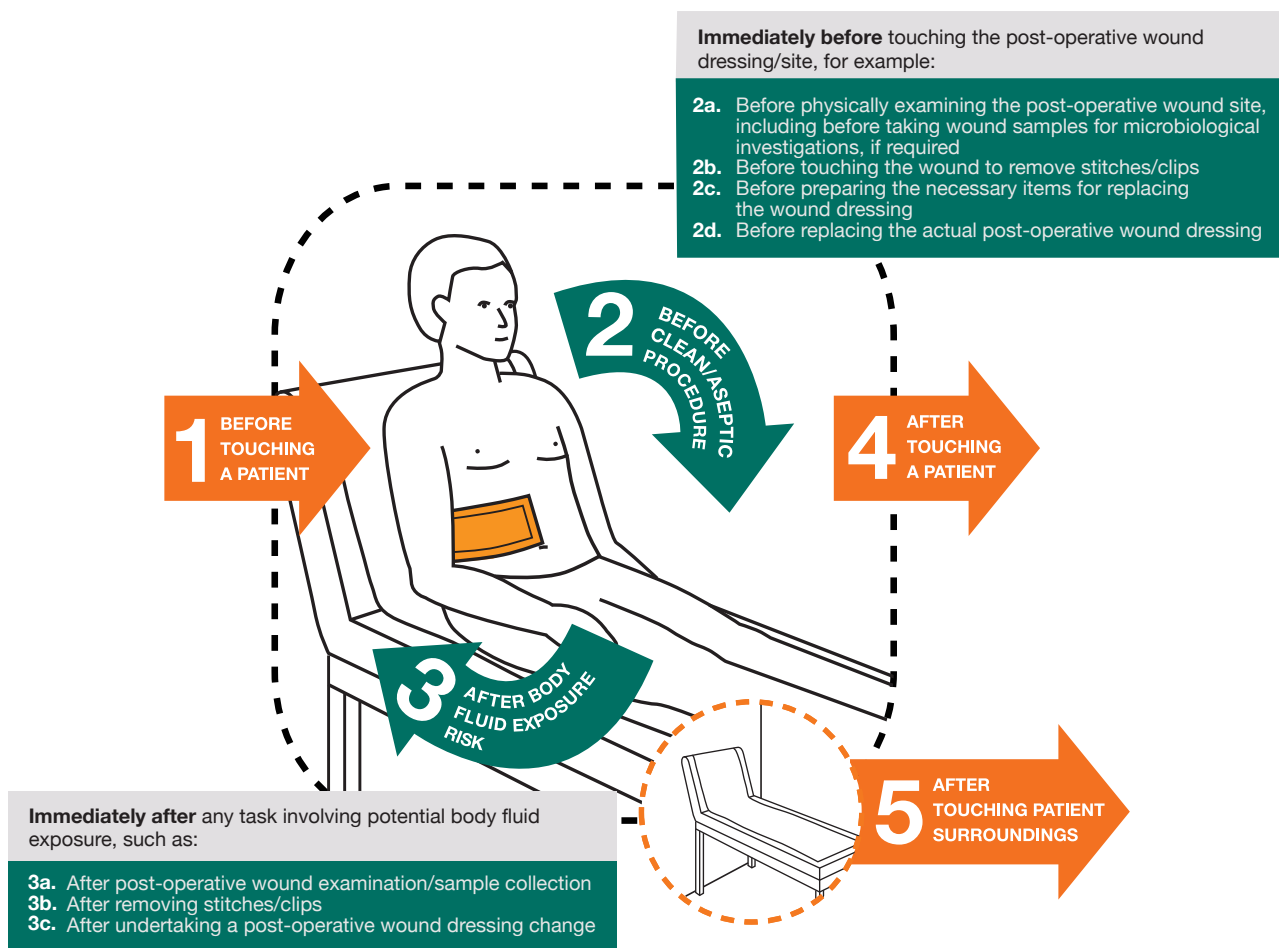 Immediately before touching the post-operative wound
dressing/site, for example:
2a. Before physically examining the post-operative wound site,
including before taking wound samples for microbiological
investigations, if required
2b. Before touching the wound to remove stitches/clips
2c. Before preparing the necessary items for replacing
the wound dressing
2d. Before replacing the actual post-operative wound dressing
1 BEFORE
TOUCHING
A PATIENT
2 BEFORE
CLEAN/ASEPTIC
PROCEDURE
3 AFTER BODY
FLUID EXPOSURE
RISK
4 AFTER
TOUCHING
A PATIENT
5 AFTER
TOUCHING PATIENT
SURROUNDINGS
Immediately after any task involving potential body fluid
exposure, such as:
3a. After post-operative wound examination/sample collection
3b. After removing stitches/clips
3c. After undertaking a post-operative wound dressing change